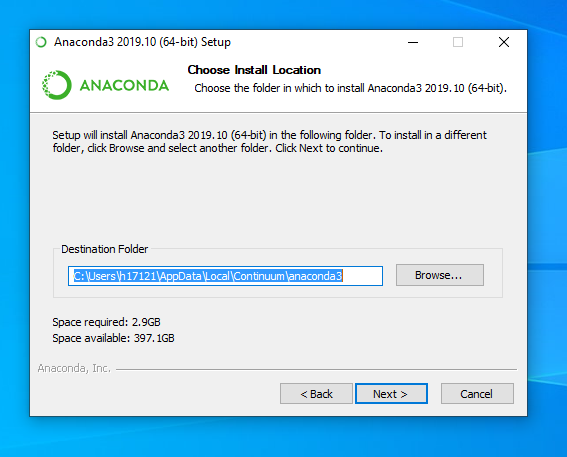 Anaconda3 2019.10 (64-bit) Setup
ANACONDA
Choose Install Location
Choose the folder in which to install Anaconda3 2019.10 (64-bit).
Setup will install Anaconda3 2019.10 (64-bit) in the following folder. To install in a different
folder, click Browse and select another folder. Click Next to continue.
Destination Folder
C:\Users\h17121\AppData\Local\Continuum\anaconda3
Browse...
Space required: 2.9GB
Space available: 397.1GB
Anaconda, Inc.
< Back
Next >
Cancel